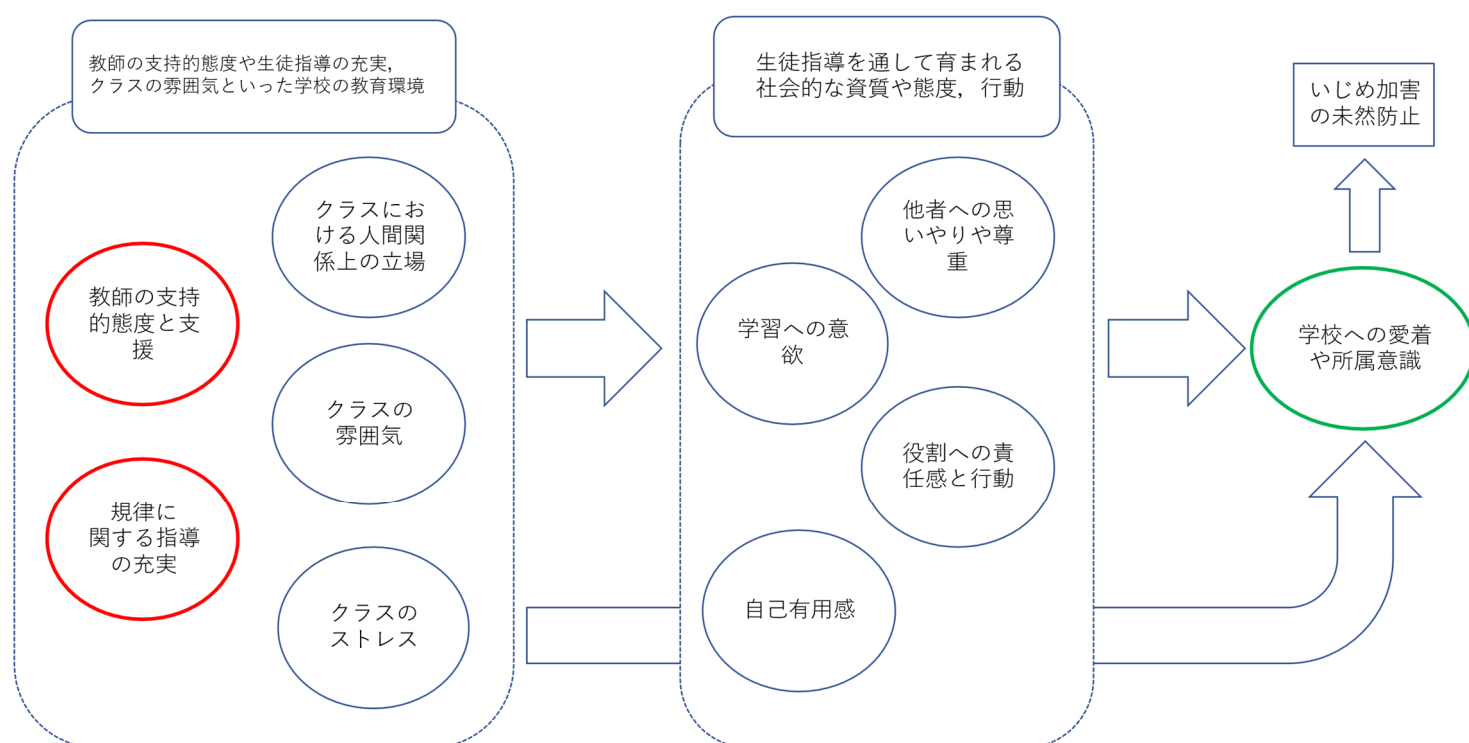 教師の支持的態度や生徒指導の充実,
クラスの雰囲気といった学校の教育環境
クラスにお
ける人間関
係上の立場
教師の支持
的態度と支
援
クラスの
雰囲気
規律に
関する指導
の充実
クラスの
ストレス
生徒指導を通して育まれる
社会的な資質や態度，行動
他者への思
いやりや尊
重
学習への意
欲
役割への責
任感と行動
自己有用感
いじめ加害
の未然防止
学校への愛着
や所属意識